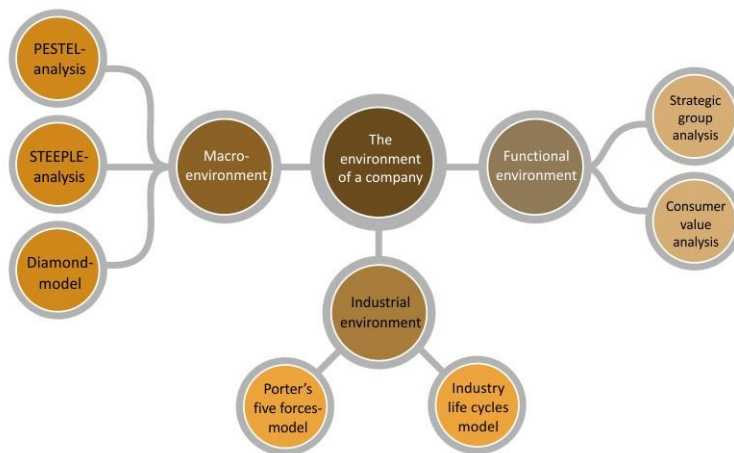 PESTEL-
analysis
STEEPLE-
analysis
Diamond-
model
Macro-
environment
The
environment
of a company
Functional
environment
Strategic
group
analysis
Consumer
value
analysis
Industrial
environment
Porter's
five forces-
model
Industry
life cycles
model